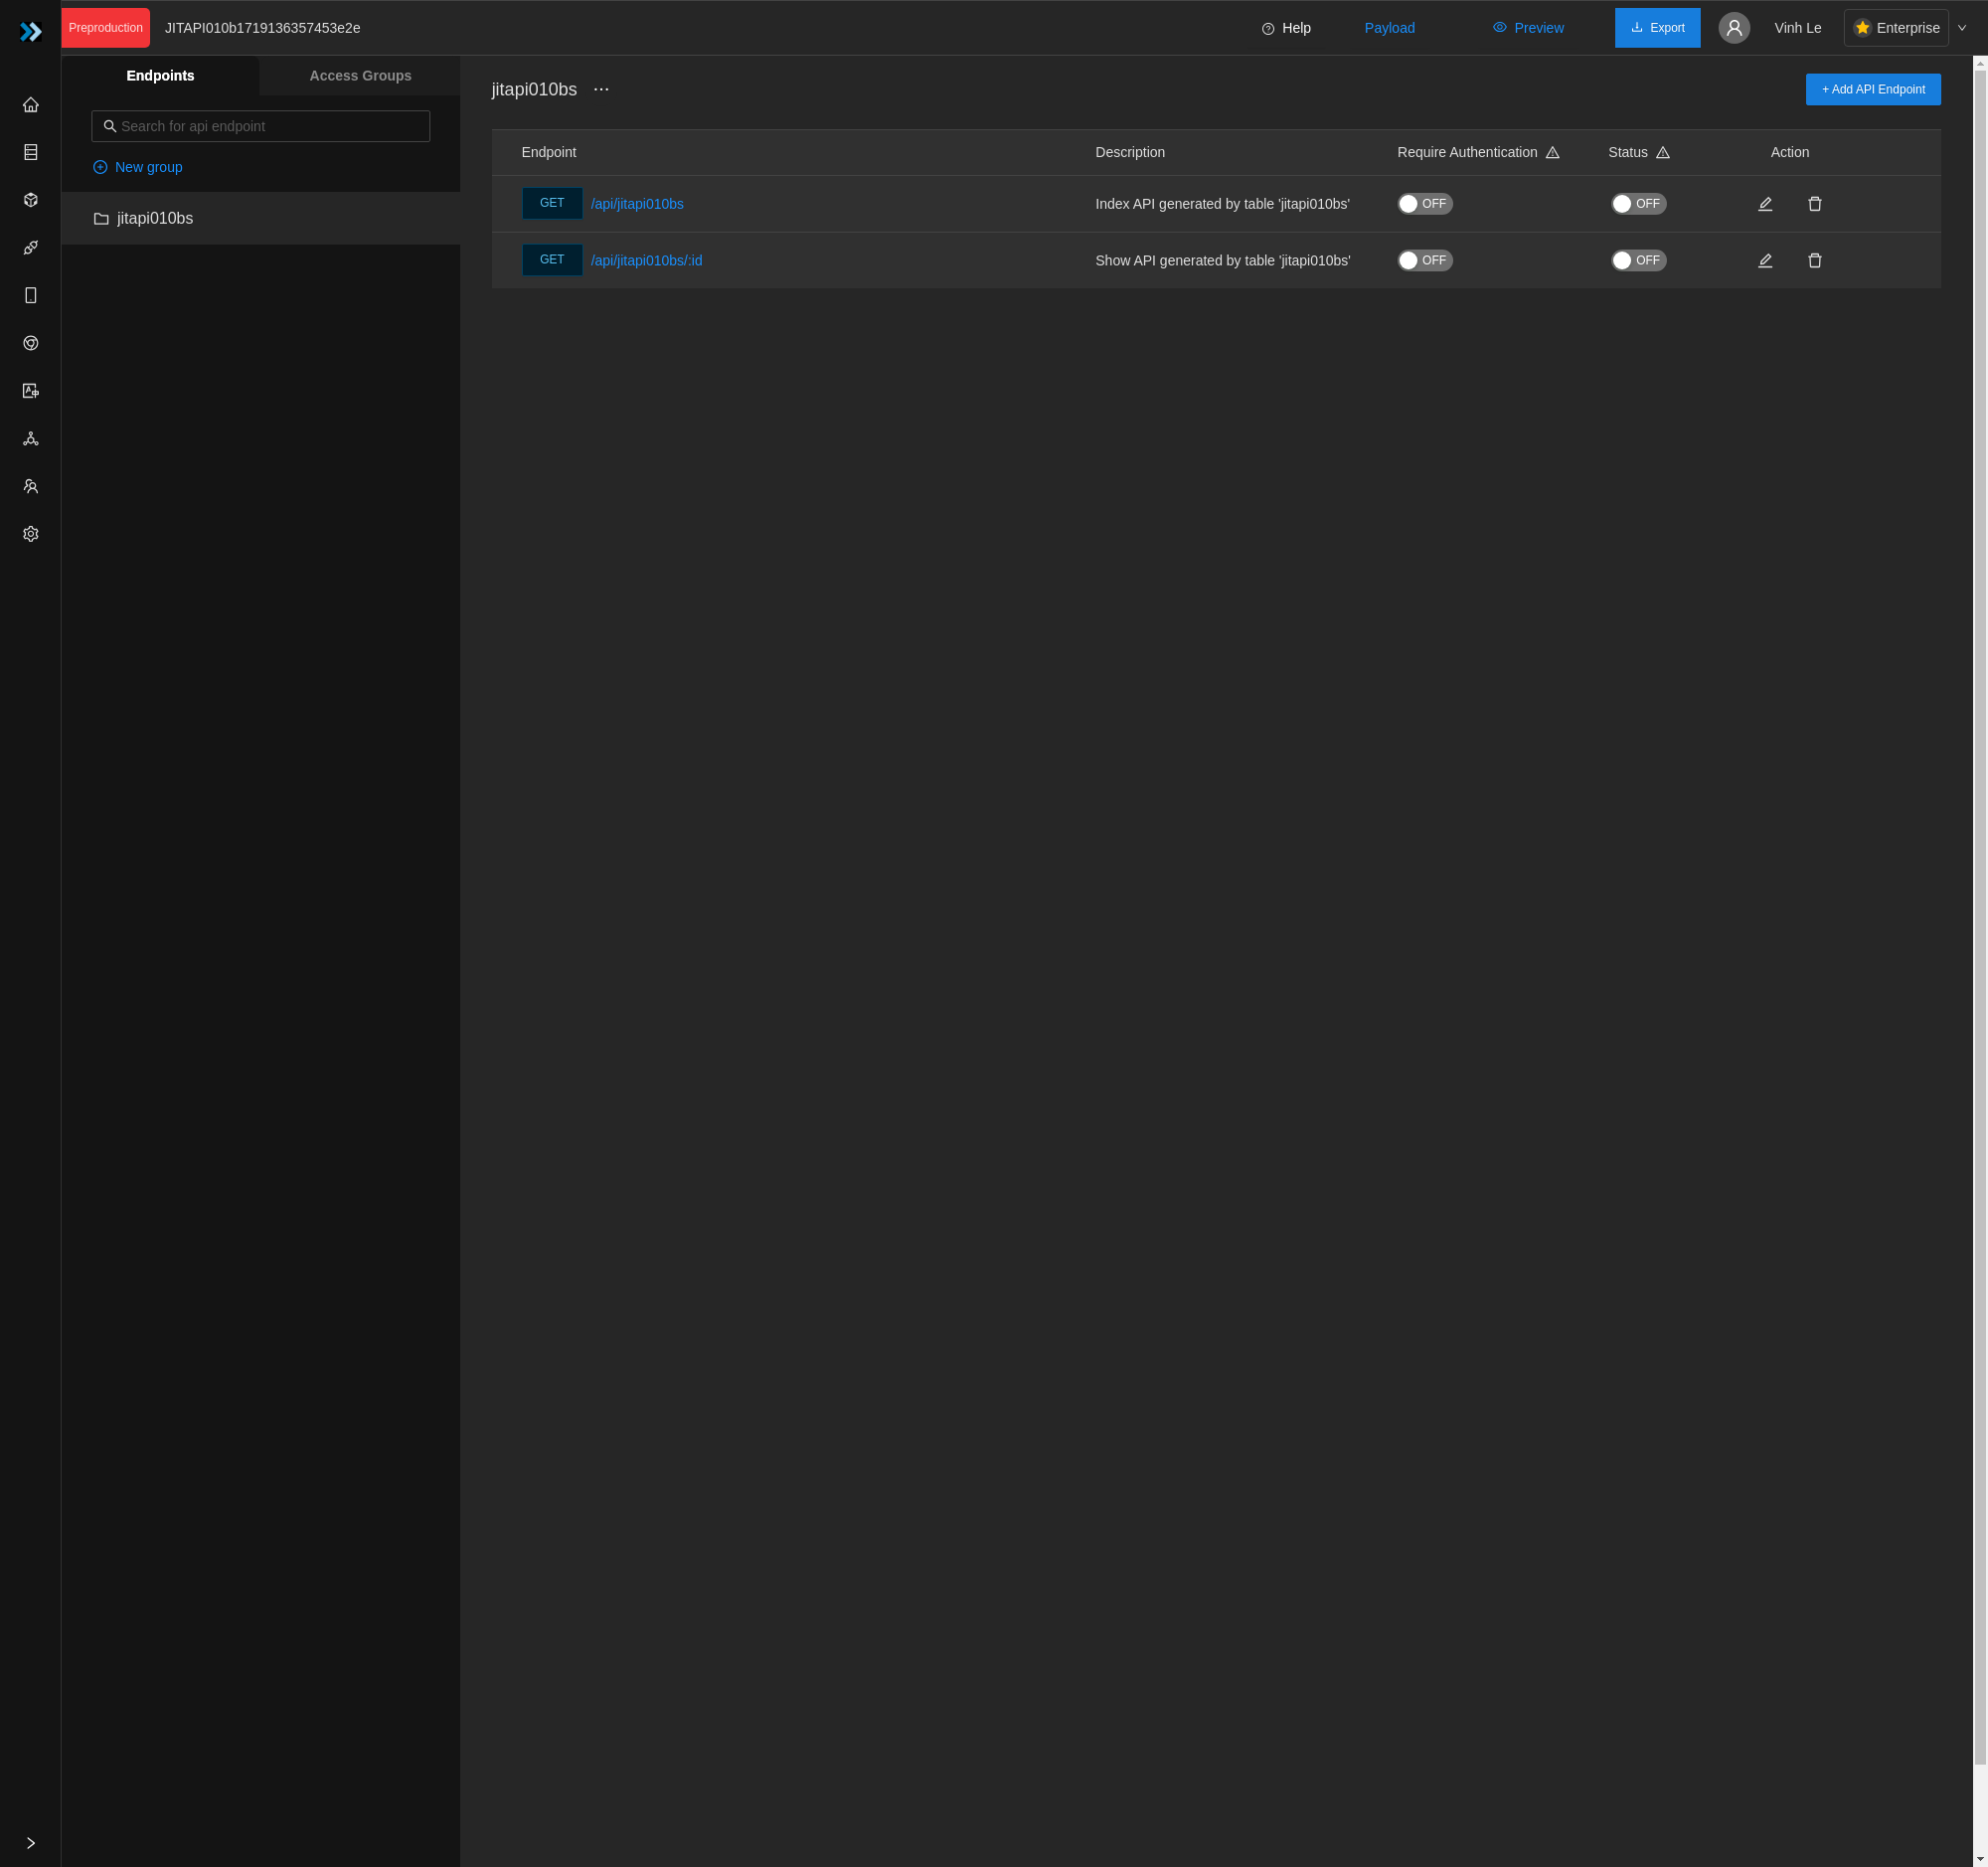 Preproduction JITAPI010b1719136357453e2e Help Payload Preview Export Vinh Le Enterprise
Endpoints Access Groups
Search for api endpoint
New group
jitapi010bs
jitapi010bs ... + Add API Endpoint
Endpoint Description Require Authentication Status Action
GET /api/jitapi010bs Index API generated by table 'jitapi010bs' OFF OFF
GET /api/jitapi010bs/:id Show API generated by table 'jitapi010bs' OFF OFF